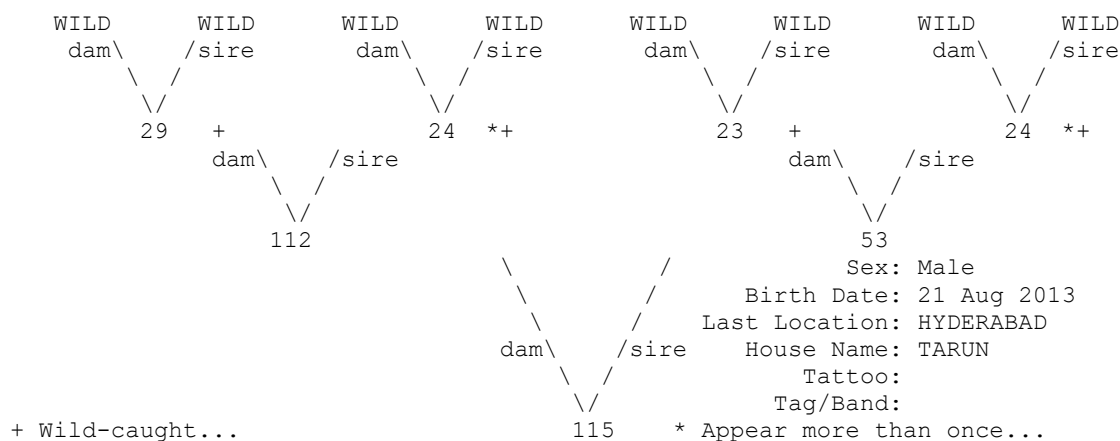 WILD WILD WILD WILD WILD WILD WILD WILD
dam\ /sire dam\ /sire dam\ /sire dam\ /sire
\ / \ / \ / \ /
\/ \/ \/ \/
29 + 24 *+ 23 + 24 *+
dam\ /sire dam\ /sire
\ / \ /
\/ \/
112 53
\ / Sex: Male
\ / Birth Date: 21 Aug 2013
\ / Last Location: HYDERABAD
dam\ /sire House Name: TARUN
\ / Tattoo:
\/ Tag/Band:
+ Wild-caught... 115 * Appear more than once...